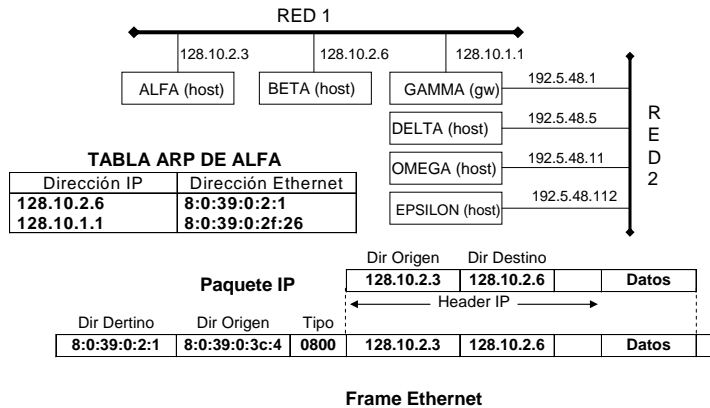 RED 1
128.10.2.3 128.10.2.6 128.10.1.1
ALFA (host) BETA (host) GAMMA (gw) 192.5.48.1
DELTA (host) 192.5.48.5
OMEGA (host) 192.5.48.11
EPSILON (host) 192.5.48.112
R
E
D
2
TABLA ARP DE ALFA
Dirección IP Dirección Ethernet
128.10.2.6 8:0:39:0:2:1
128.10.1.1 8:0:39:0:2f:26
Dir Origen Dir Destino
Paquete IP 128.10.2.3 128.10.2.6 Datos
Header IP
Dir Dertino Dir Origen Tipo
8:0:39:0:2:1 8:0:39:0:3c:4 0800 128.10.2.3 128.10.2.6 Datos
Frame Ethernet